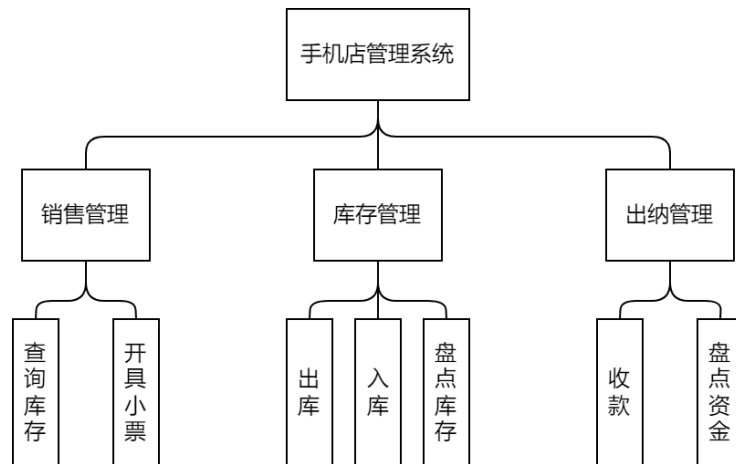 手机店管理系统
销售管理
库存管理
出纳管理
查询库存
开具小票
出库
入库
盘点库存
收款
盘点资金